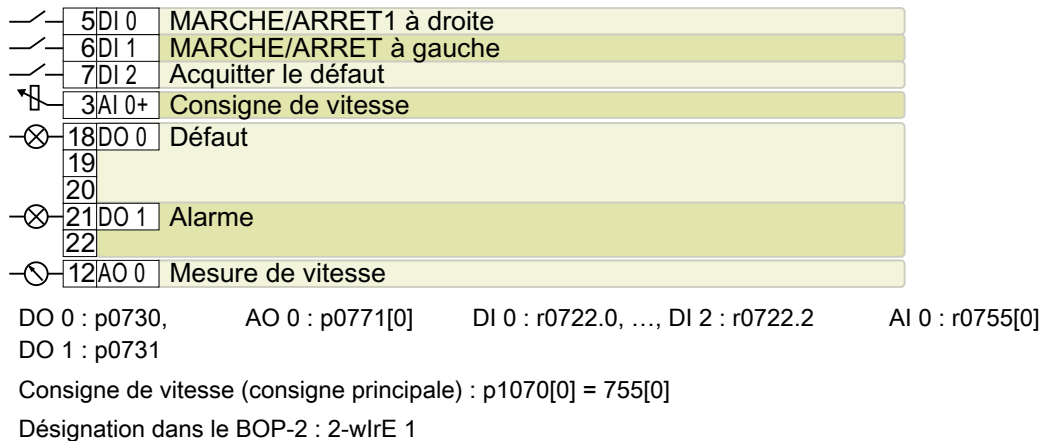 5 DI 0 MARCHE/ARRET1 à droite
6 DI 1 MARCHE/ARRET à gauche
7 DI 2 Acquitter le défaut
3 AI 0+ Consigne de vitesse
18 DO 0 Défaut
19
20
21 DO 1 Alarme
22
12 AO 0 Mesure de vitesse
DO 0 : p0730, AO 0 : p0771[0] DI 0 : r0722.0, …, DI 2 : r0722.2 AI 0 : r0755[0]
DO 1 : p0731
Consigne de vitesse (consigne principale) : p1070[0] = 755[0]
Désignation dans le BOP-2 : 2-wIrE 1